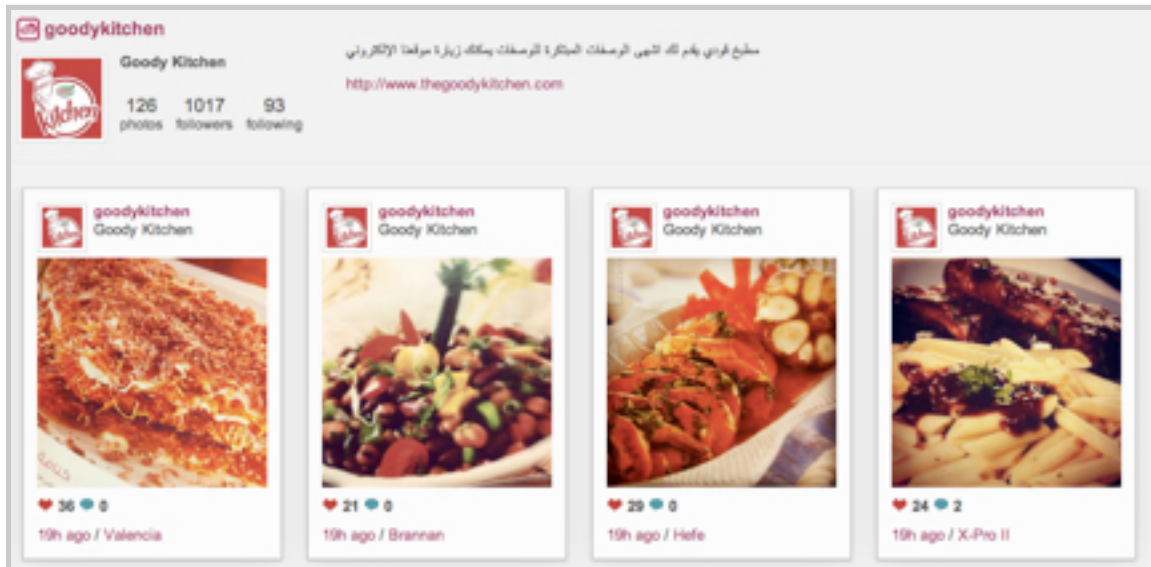 goodykitchen
Goody Kitchen
مطبخ قودي يقدم لك اشهى الوصفات المبتكرة للوصفات يمكنك زيارة موقعنا الإلكتروني
http://www.thegoodykitchen.com
126 1017 93
photos followers following
kitchen
goodykitchen
Goody Kitchen
36 0
19h ago / Valencia
goodykitchen
Goody Kitchen
21 0
19h ago / Brannan
goodykitchen
Goody Kitchen
29 0
19h ago / Hefe
goodykitchen
Goody Kitchen
24 2
19h ago / X-Pro II